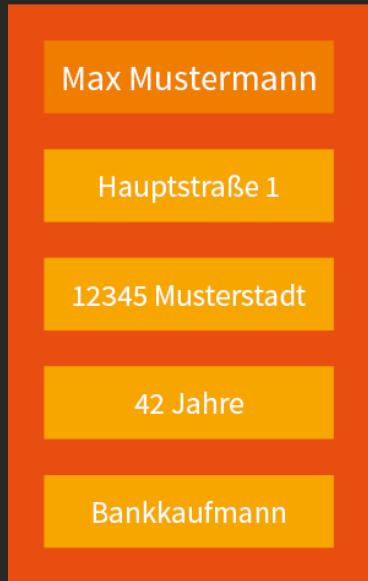 Max Mustermann
Hauptstraße 1
12345 Musterstadt
42 Jahre
Bankkaufmann